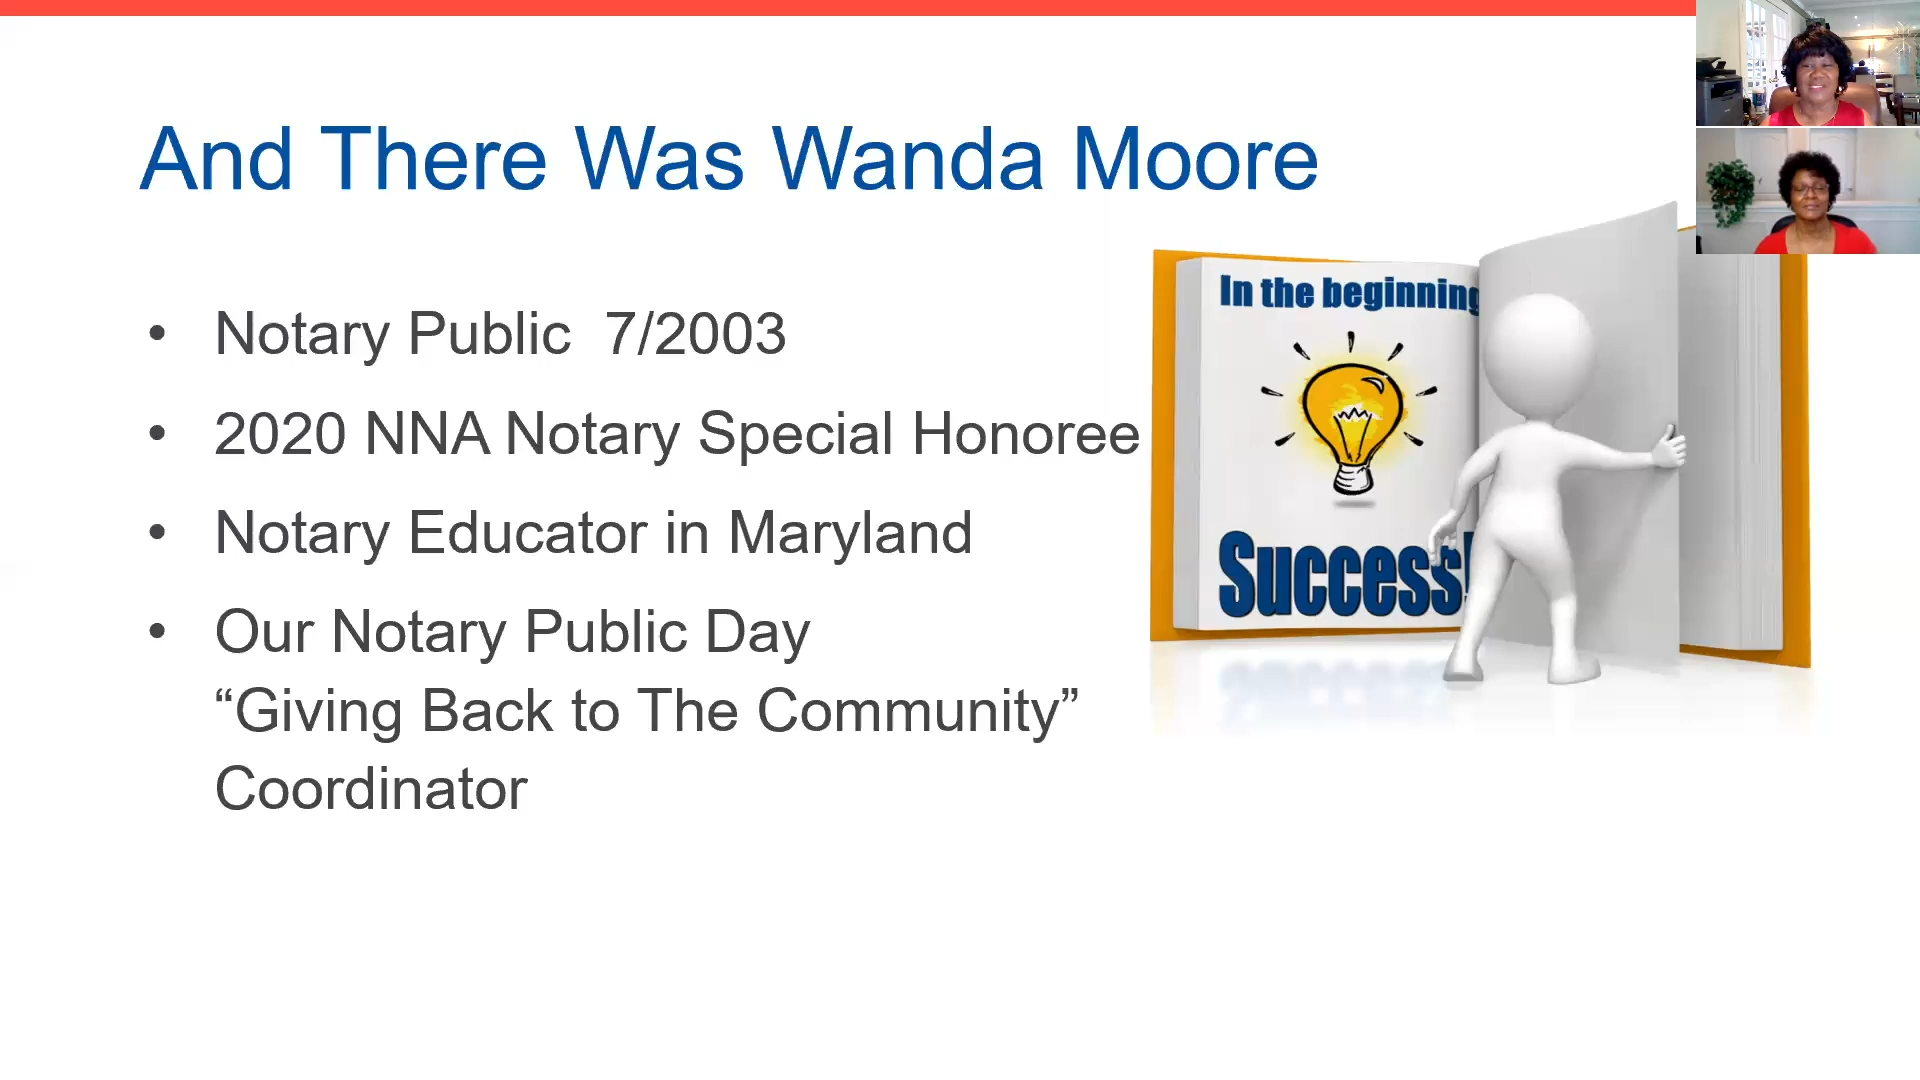 And There Was Wanda Moore
• Notary Public 7/2003
• 2020 NNA Notary Special Honoree
• Notary Educator in Maryland
• Our Notary Public Day
“Giving Back to The Community”
Coordinator
In the beginning
Success!